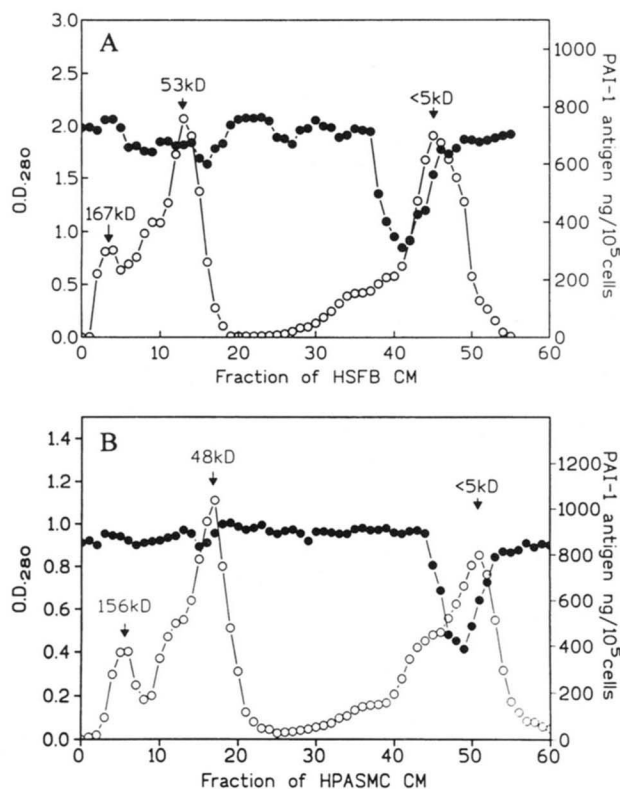 A
3.0
2.5
2.0
1.5
1.0
0.5
0.0
O.D.280
167kD
53kD
<5kD
1000
800
600
400
200
0
PAI-1 antigen ng/10⁵cells
0 10 20 30 40 50 60
Fraction of HSFB CM
B
1.4
1.2
1.0
0.8
0.6
0.4
0.2
0.0
O.D.280
156kD
48kD
<5kD
1200
1000
800
600
400
200
0
PAI-1 antigen ng/10⁵cells
0 10 20 30 40 50 60
Fraction of HPASMC CM